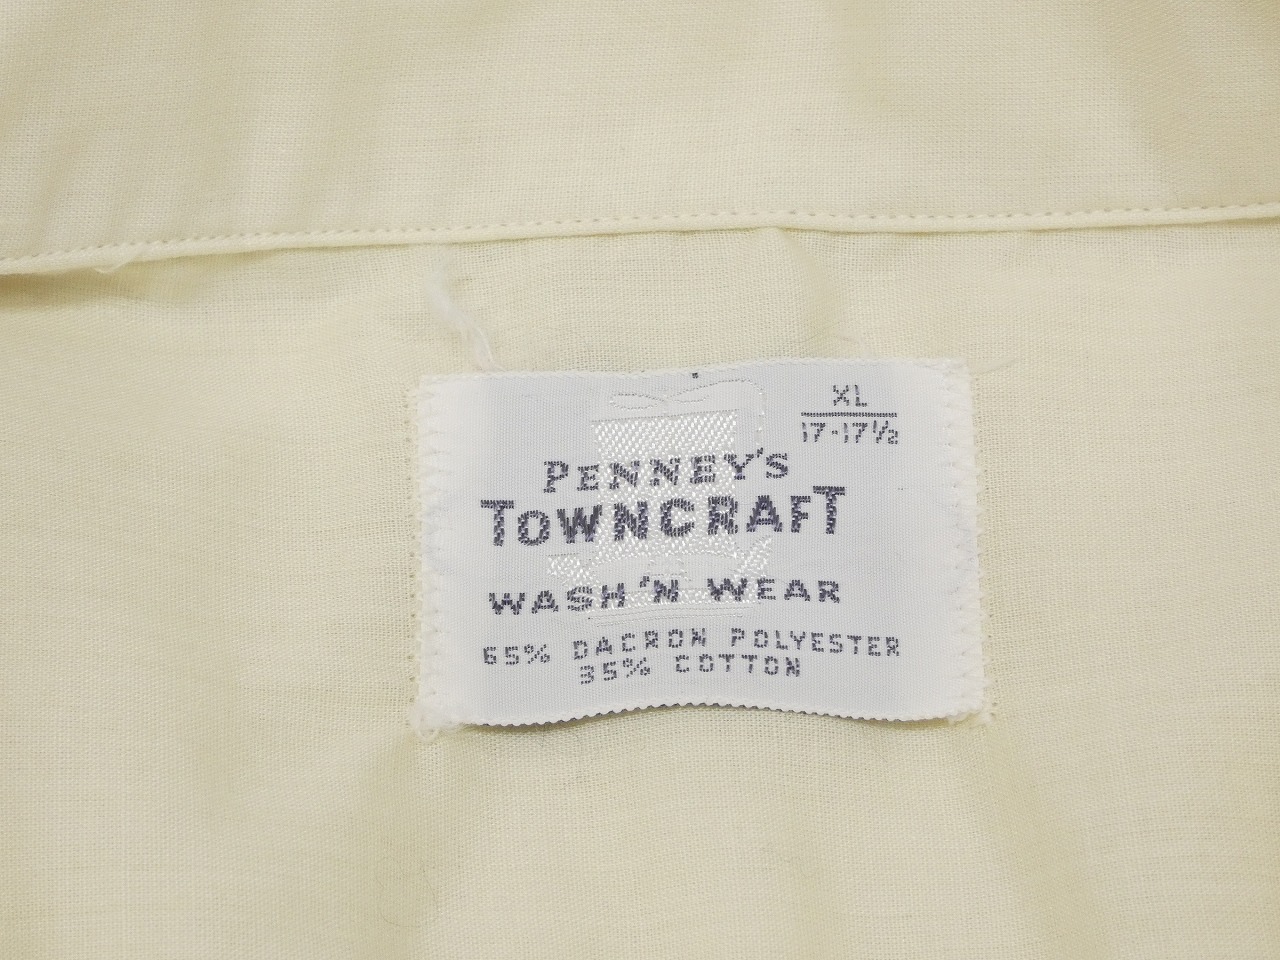 XL
17-17½
PENNEY'S
TOWNCRAFT
WASH 'N WEAR
65% DACRON POLYESTER
35% COTTON